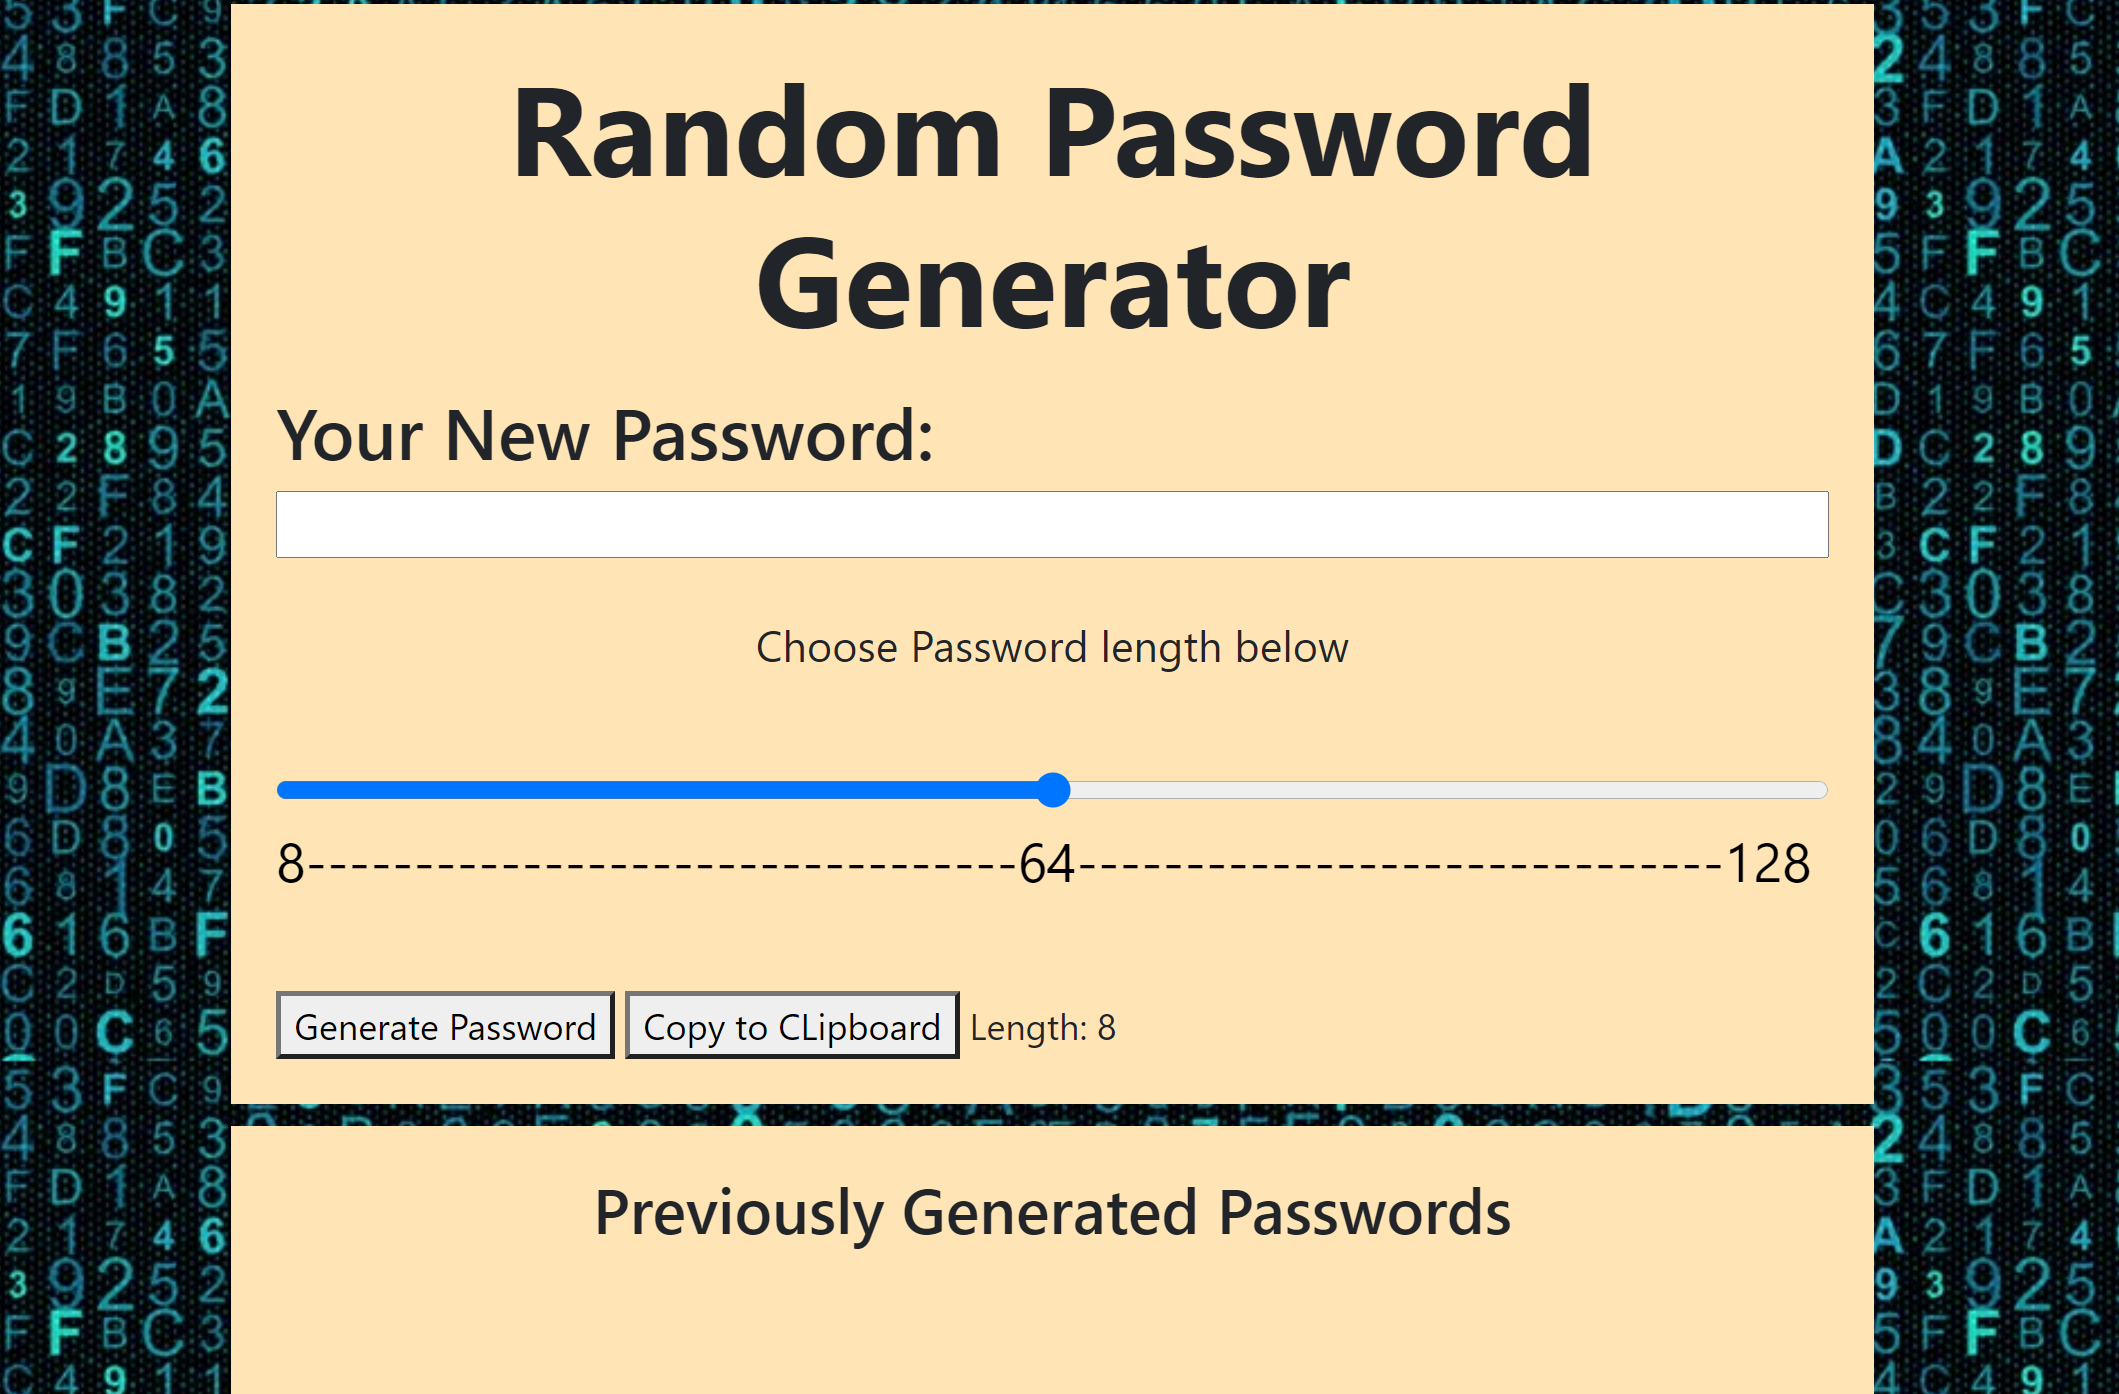 Random Password
Generator
Your New Password:
Choose Password length below
8---------------------------------64------------------------------128
Generate Password Copy to CLipboard Length: 8
Previously Generated Passwords